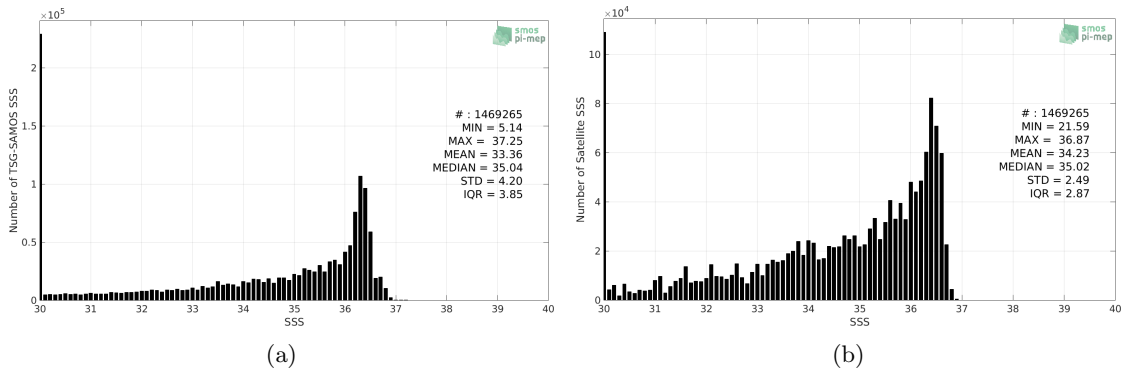 ×10^5
smos
pi-mep
2
1.5
1
0.5
0
Number of TSG-SAMOS SSS
# : 1469265
MIN = 5.14
MAX = 37.25
MEAN = 33.36
MEDIAN = 35.04
STD = 4.20
IQR = 3.85
30 31 32 33 34 35 36 37 38 39 40
SSS
(a)
×10^4
smos
pi-mep
10
8
6
4
2
0
Number of Satellite SSS
# : 1469265
MIN = 21.59
MAX = 36.87
MEAN = 34.23
MEDIAN = 35.02
STD = 2.49
IQR = 2.87
30 31 32 33 34 35 36 37 38 39 40
SSS
(b)